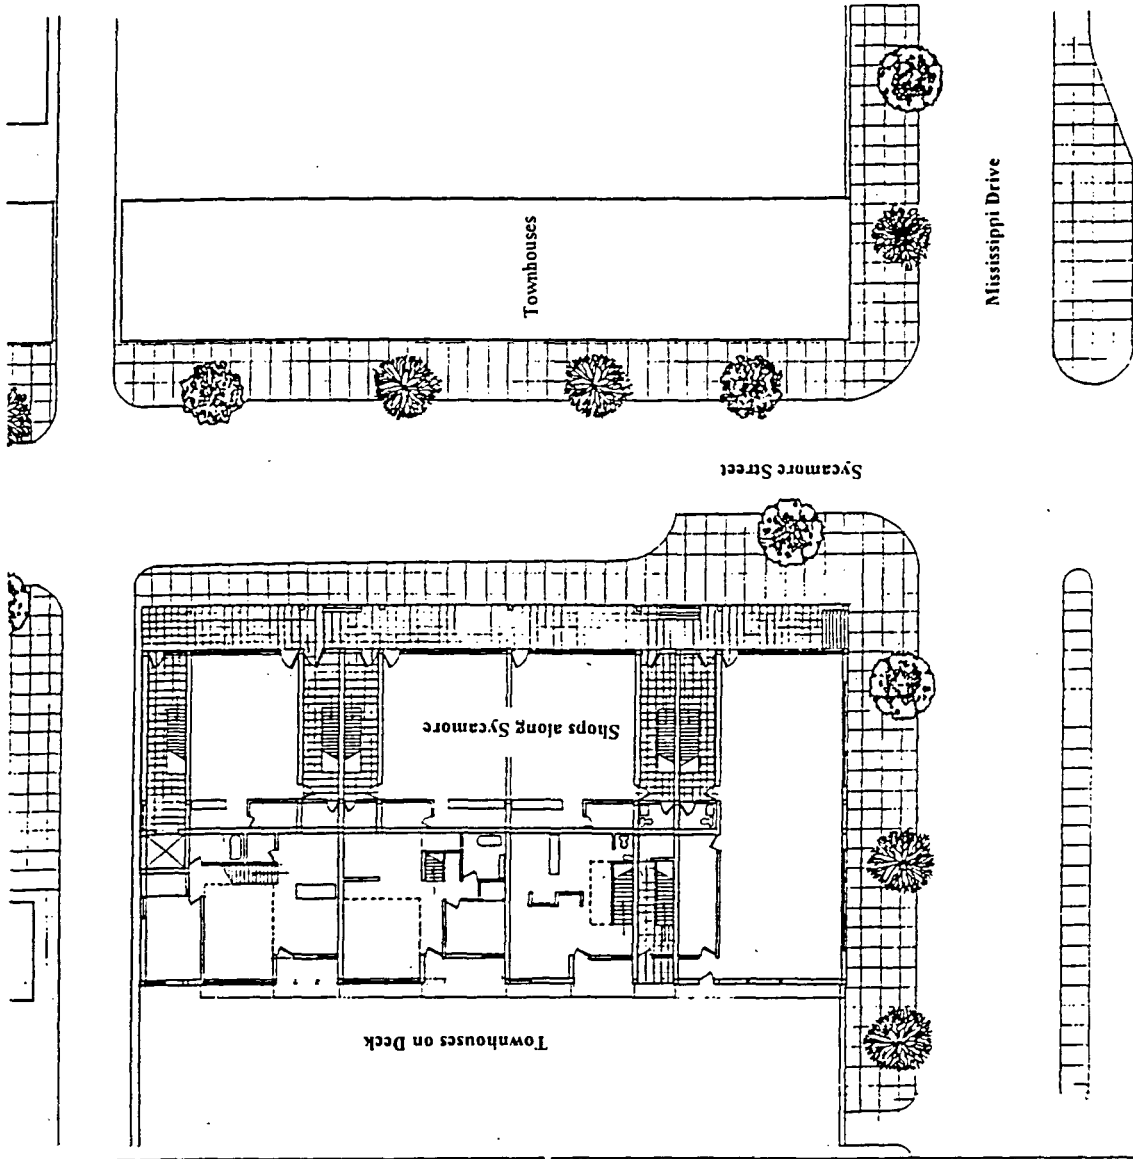 Townhouses
Mississippi Drive
Sycamore Street
Shops along Sycamore
Townhouses on Deck